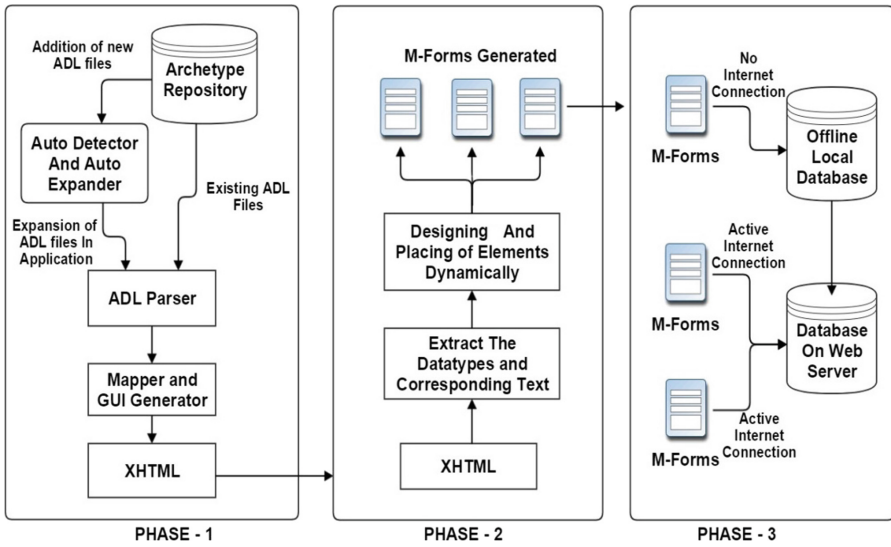 Addition of new
ADL files
Archetype
Repository
Auto Detector
And Auto
Expander
Existing ADL
Files
Expansion of
ADL files In
Application
ADL Parser
Mapper and
GUI Generator
XHTML
PHASE - 1
M-Forms Generated
Designing And
Placing of Elements
Dynamically
Extract The
Datatypes and
Corresponding Text
XHTML
PHASE - 2
No
Internet
Connection
M-Forms
Offline
Local
Database
Active
Internet
Connection
M-Forms
Database
On Web
Server
Active
Internet
Connection
M-Forms
PHASE - 3